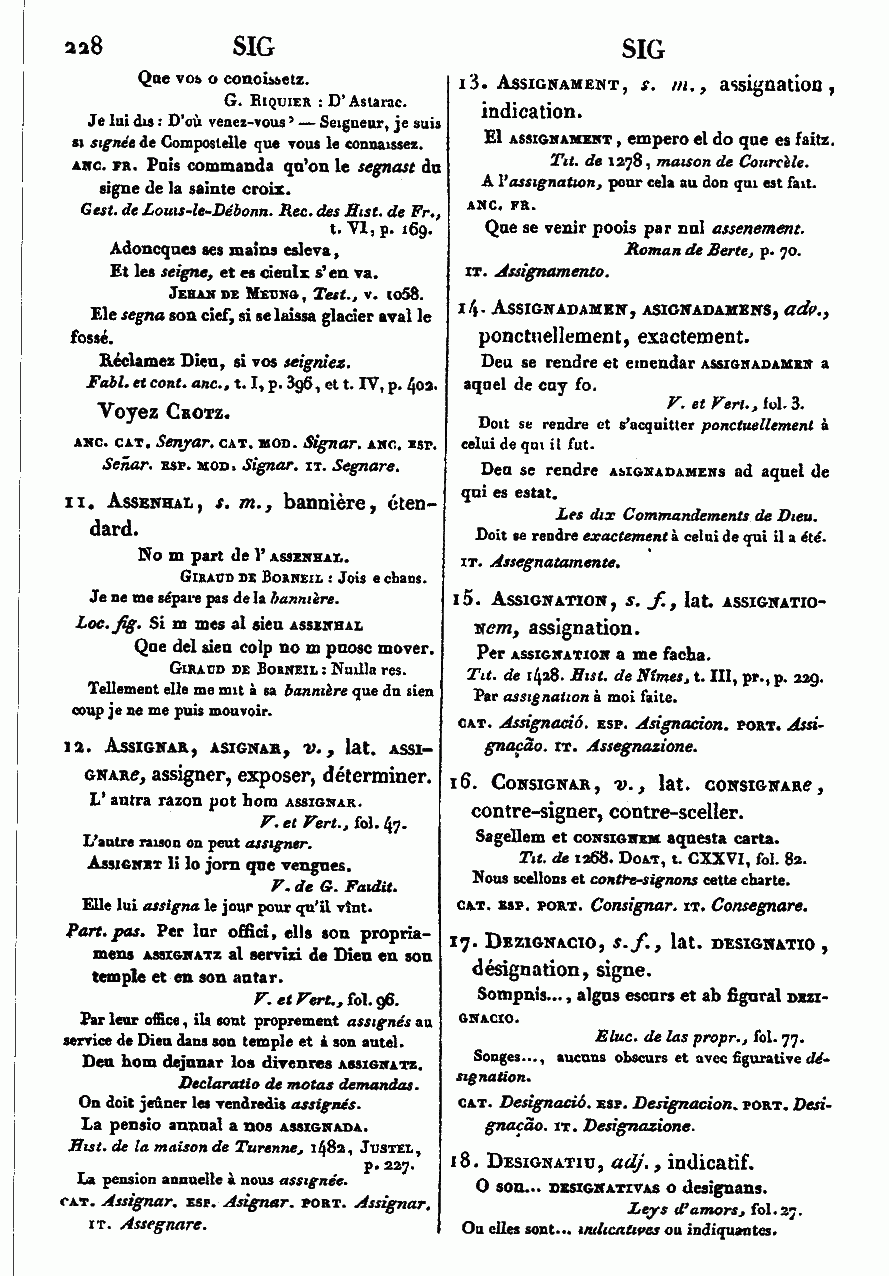 228 SIG SIG
Que vos o conoissetz.
G. RIQUIER : D'Astarac.
Je lui dis : D'où venez-vous ? — Seigneur, je suis
si signée de Compostelle que vous le connaissez.
ANC. FR. Puis commanda qu'on le segnast du
signe de la sainte croix.
Gest. de Louis-le-Débonn. Rec. des Hist. de Fr.,
t. VI, p. 169.
Adoncques ses mains esleva,
Et les seigne, et es cieulx s'en va.
JEHAN DE MEUNG, Test., v. 1058.
Ele segna son cief, si se laissa glacier aval le
fossé.
Réclamez Dieu, si vos seigniez.
Fabl. et cont. anc., t. I, p. 396, et t. IV, p. 402.
Voyez CROTZ.
ANC. CAT. Senyar. CAT. MOD. Signar. ANC. ESP.
Señar. ESP. MOD. Signar. IT. Segnare.
11. ASSENHAL, s. m., bannière, éten-
dard.
No m part de l'ASSENHAL.
GIRAUD DE BORNEIL : Jois e chans.
Je ne me sépare pas de la bannière.
Loc. fig. Si m mes al sieu ASSENHAL
Que del sieu colp no m puosc mover.
GIRAUD DE BORNEIL : Nuilla res.
Tellement elle me mit à sa bannière que du sien
coup je ne me puis mouvoir.
12. ASSIGNAR, ASIGNAR, v., lat. ASSI-
GNARe, assigner, exposer, déterminer.
L'autra razon pot hom ASSIGNAR.
V. et Vert., fol. 47.
L'autre raison on peut assigner.
ASSIGNET li lo jorn que vengues.
V. de G. Faidit.
Elle lui assigna le jour pour qu'il vînt.
Part. pas. Per lur offici, ells son propria-
mens ASSIGNATZ al servizi de Dieu en son
temple et en son autar.
V. et Vert., fol. 96.
Par leur office, ils sont proprement assignés au
service de Dieu dans son temple et à son autel.
Deu hom dejunar los divenres ASSIGNATZ.
Declaratio de motas demandas.
On doit jeûner les vendredis assignés.
La pensio annual a nos ASSIGNADA.
Hist. de la maison de Turenne, 1482, JUSTEL,
p. 227.
La pension annuelle à nous assignée.
CAT. Assignar. ESP. Asignar. PORT. Assignar.
IT. Assegnare.
13. ASSIGNAMENT, s. m., assignation,
indication.
El ASSIGNAMENT, empero el do que es faitz.
Tit. de 1278, maison de Courcèle.
A l'assignation, pour cela au don qui est fait.
ANC. FR.
Que se venir poois par nul assenement.
Roman de Berte, p. 70.
IT. Assignamento.
14. ASSIGNADAMEN, ASIGNADAMENS, adv.,
ponctuellement, exactement.
Deu se rendre et emendar ASSIGNADAMEN a
aquel de cuy fo.
V. et Vert., fol. 3.
Doit se rendre et s'acquitter ponctuellement à
celui de qui il fut.
Deu se rendre ASIGNADAMENS ad aquel de
qui es estat.
Les dix Commandements de Dieu.
Doit se rendre exactement à celui de qui il a été.
IT. Assegnatamente.
15. ASSIGNATION, s. f., lat. ASSIGNATIO-
Nem, assignation.
Per ASSIGNATION a me facha.
Tit. de 1428. Hist. de Nîmes, t. III, pr., p. 229.
Par assignation à moi faite.
CAT. Assignació. ESP. Asignacion. PORT. Assi-
gnação. IT. Assegnazione.
16. CONSIGNAR, v., lat. CONSIGNARe,
contre-signer, contre-sceller.
Sagellem et CONSIGNEM aquesta carta.
Tit. de 1268. DOAT, t. CXXVI, fol. 82.
Nous scellons et contre-signons cette charte.
CAT. ESP. PORT. Consignar. IT. Consegnare.
17. DEZIGNACIO, s. f., lat. DESIGNATIO,
désignation, signe.
Sompnis..., algus escurs et ab figural DEZI-
GNACIO.
Eluc. de las propr., fol. 77.
Songes..., aucuns obscurs et avec figurative dé-
signation.
CAT. Designació. ESP. Designacion. PORT. Desi-
gnação. IT. Designazione.
18. DESIGNATIU, adj., indicatif.
O son... DESIGNATIVAS o designans.
Leys d'amors, fol. 27.
Ou elles sont... indicatives ou indiquantes.